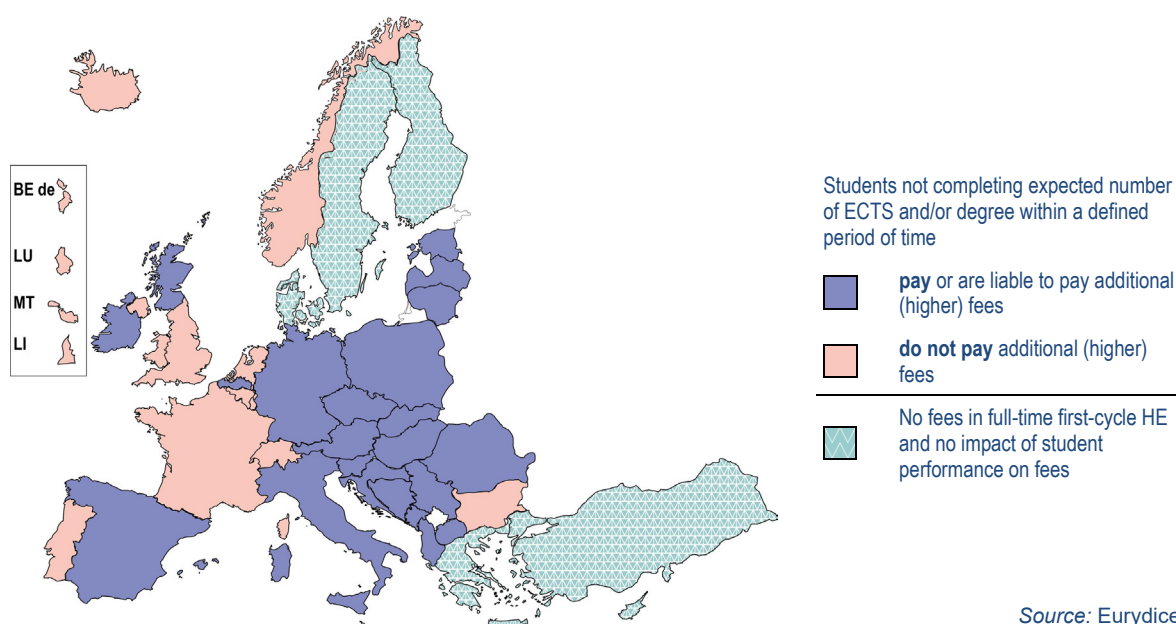 BE de
LU
MT
LI
Students not completing expected number
of ECTS and/or degree within a defined
period of time
pay or are liable to pay additional
(higher) fees
do not pay additional (higher)
fees
No fees in full-time first-cycle HE
and no impact of student
performance on fees
Source: Eurydice